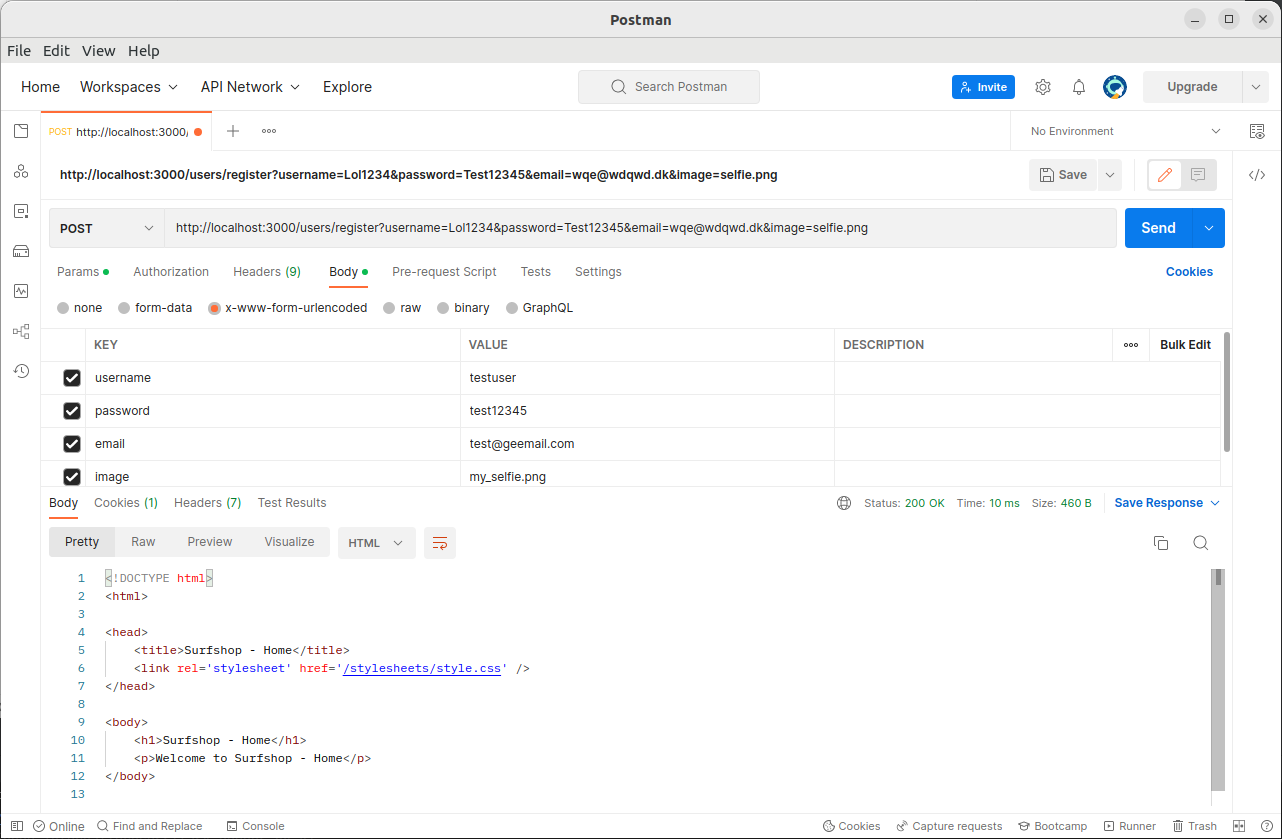 Postman
File Edit View Help
Home Workspaces API Network Explore Search Postman Invite Upgrade
POST http://localhost:3000/ No Environment
http://localhost:3000/users/register?username=Lol1234&password=Test12345&email=wqe@wdqwd.dk&image=selfie.png Save
POST http://localhost:3000/users/register?username=Lol1234&password=Test12345&email=wqe@wdqwd.dk&image=selfie.png Send
Params Authorization Headers (9) Body Pre-request Script Tests Settings Cookies
none form-data x-www-form-urlencoded raw binary GraphQL
KEY VALUE DESCRIPTION Bulk Edit
username testuser
password test12345
email test@geemail.com
image my_selfie.png
Body Cookies (1) Headers (7) Test Results Status: 200 OK Time: 10 ms Size: 460 B Save Response
Pretty Raw Preview Visualize HTML
1 <!DOCTYPE html>
2 <html>
3
4 <head>
5 <title>Surfshop - Home</title>
6 <link rel='stylesheet' href='/stylesheets/style.css' />
7 </head>
8
9 <body>
10 <h1>Surfshop - Home</h1>
11 <p>Welcome to Surfshop - Home</p>
12 </body>
13
Online Find and Replace Console Cookies Capture requests Bootcamp Runner Trash